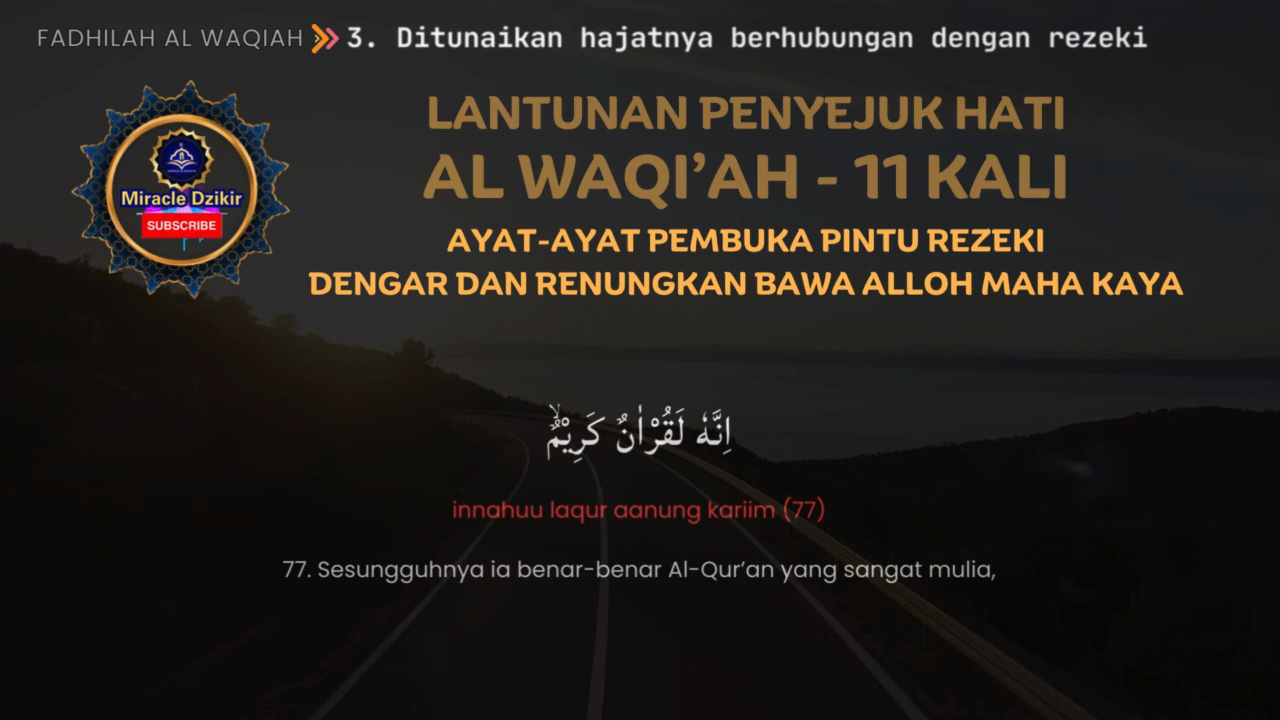 FADHILAH AL WAQIAH
3. Ditunaikan hajatnya berhubungan dengan rezeki
LANTUNAN PENYEJUK HATI
AL WAQI’AH - 11 KALI
AYAT-AYAT PEMBUKA PINTU REZEKI
DENGAR DAN RENUNGKAN BAWA ALLOH MAHA KAYA
Miracle Dzikir
SUBSCRIBE
اِنَّهٗ لَقُرْاٰنٌ كَرِيْمٌۙ
innahuu laqur aanung kariim (77)
77. Sesungguhnya ia benar-benar Al-Qur’an yang sangat mulia,